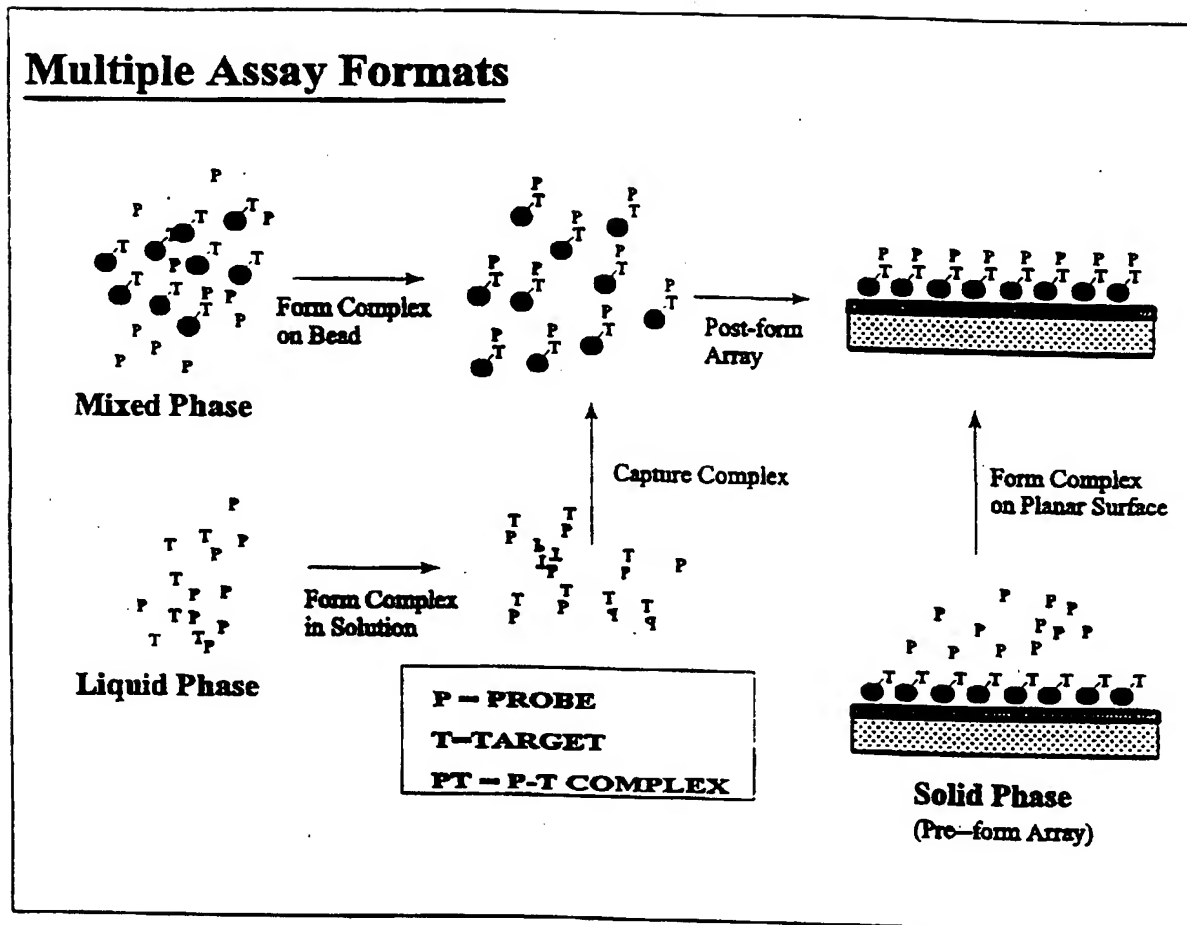 Multiple Assay Formats
P
P T T P
T T
T P T
T P P P
T P
P P
P P
Form Complex
on Bead
Mixed Phase
P P
T T
P P
T T
P P P
T T T
P P
T T
Post-form
Array
P P P P P P P P
T T T T T T T T
Capture Complex
Form Complex
on Planar Surface
P
T T P P
T P P
P T P P
T T P
Form Complex
in Solution
Liquid Phase
T T
P P
T P
P
T T T T
P P P P
P P P P
P P P P P
P P P P
T T T T T T T T
P = PROBE
T=TARGET
PT = P-T COMPLEX
Solid Phase
(Pre-form Array)